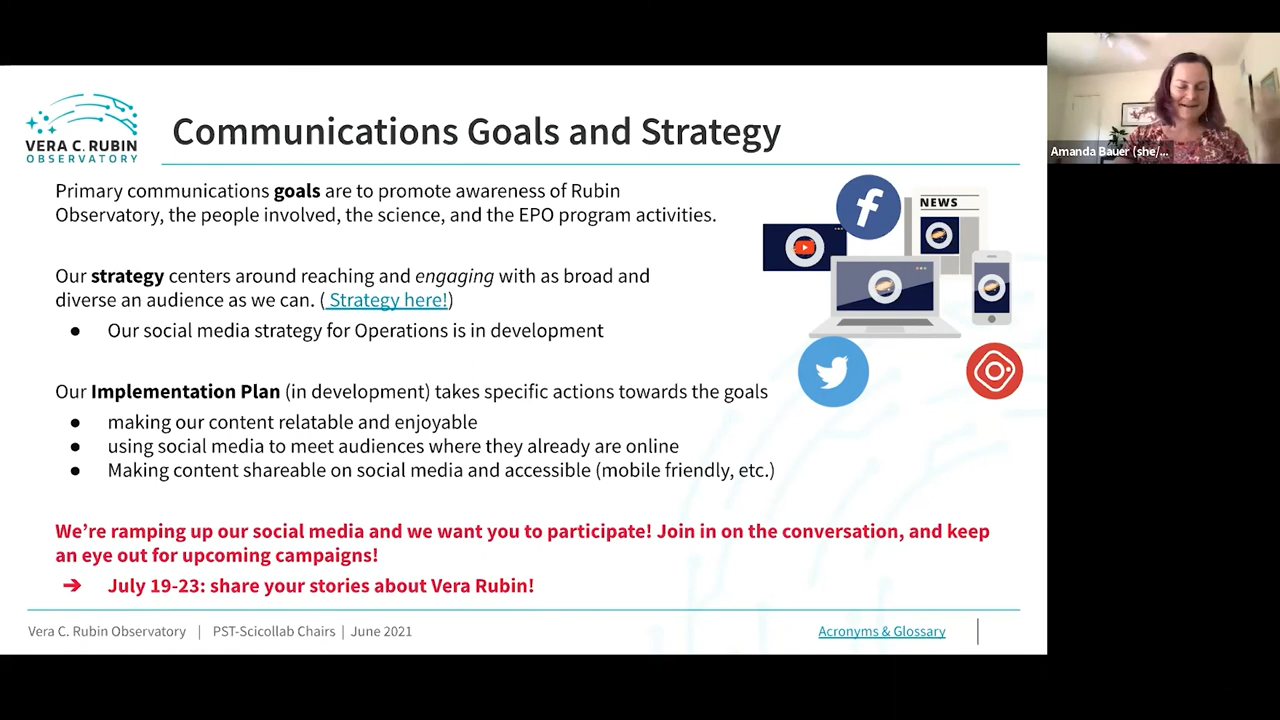 VERA C. RUBIN
OBSERVATORY
Communications Goals and Strategy
Primary communications goals are to promote awareness of Rubin
Observatory, the people involved, the science, and the EPO program activities.
Our strategy centers around reaching and engaging with as broad and
diverse an audience as we can. ( Strategy here!)
● Our social media strategy for Operations is in development
Our Implementation Plan (in development) takes specific actions towards the goals
● making our content relatable and enjoyable
● using social media to meet audiences where they already are online
● Making content shareable on social media and accessible (mobile friendly, etc.)
We're ramping up our social media and we want you to participate! Join in on the conversation, and keep
an eye out for upcoming campaigns!
➔ July 19-23: share your stories about Vera Rubin!
NEWS
Vera C. Rubin Observatory | PST-Scicollab Chairs | June 2021
Acronyms & Glossary
Amanda Bauer (she/...